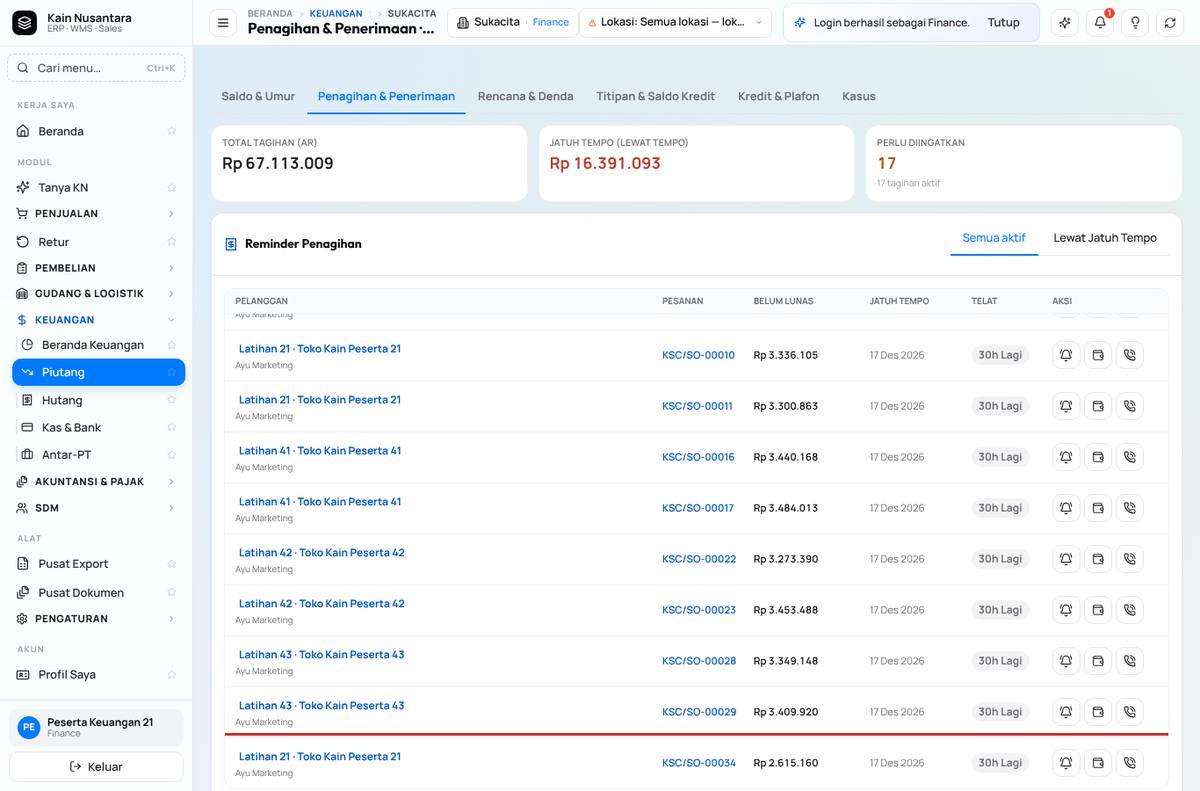 Kain Nusantara
ERP · WMS · Sales
Cari menu... Ctrl+K
KERJA SAYA
Beranda
MODUL
Tanya KN
PENJUALAN
Retur
PEMBELIAN
GUDANG & LOGISTIK
KEUANGAN
Beranda Keuangan
Piutang
Hutang
Kas & Bank
Antar-PT
AKUNTANSI & PAJAK
SDM
ALAT
Pusat Export
Pusat Dokumen
PENGATURAN
AKUN
Profil Saya
PE Peserta Keuangan 21
Finance
Keluar
BERANDA › KEUANGAN › SUKACITA
Penagihan & Penerimaan ·...
Sukacita · Finance
Lokasi: Semua lokasi — lok...
Login berhasil sebagai Finance. Tutup
1
Saldo & Umur Penagihan & Penerimaan Rencana & Denda Titipan & Saldo Kredit Kredit & Plafon Kasus
TOTAL TAGIHAN (AR)
Rp 67.113.009
JATUH TEMPO (LEWAT TEMPO)
Rp 16.391.093
PERLU DIINGATKAN
17
17 tagihan aktif
Reminder Penagihan
Semua aktif Lewat Jatuh Tempo
PELANGGAN PESANAN BELUM LUNAS JATUH TEMPO TELAT AKSI
Ayu Marketing
Latihan 21 · Toko Kain Peserta 21 KSC/SO-00010 Rp 3.336.105 17 Des 2026 30h Lagi
Ayu Marketing
Latihan 21 · Toko Kain Peserta 21 KSC/SO-00011 Rp 3.300.863 17 Des 2026 30h Lagi
Ayu Marketing
Latihan 41 · Toko Kain Peserta 41 KSC/SO-00016 Rp 3.440.168 17 Des 2026 30h Lagi
Ayu Marketing
Latihan 41 · Toko Kain Peserta 41 KSC/SO-00017 Rp 3.484.013 17 Des 2026 30h Lagi
Ayu Marketing
Latihan 42 · Toko Kain Peserta 42 KSC/SO-00022 Rp 3.273.390 17 Des 2026 30h Lagi
Ayu Marketing
Latihan 42 · Toko Kain Peserta 42 KSC/SO-00023 Rp 3.453.488 17 Des 2026 30h Lagi
Ayu Marketing
Latihan 43 · Toko Kain Peserta 43 KSC/SO-00028 Rp 3.349.148 17 Des 2026 30h Lagi
Ayu Marketing
Latihan 43 · Toko Kain Peserta 43 KSC/SO-00029 Rp 3.409.920 17 Des 2026 30h Lagi
Ayu Marketing
Latihan 21 · Toko Kain Peserta 21 KSC/SO-00034 Rp 2.615.160 17 Des 2026 30h Lagi
Ayu Marketing